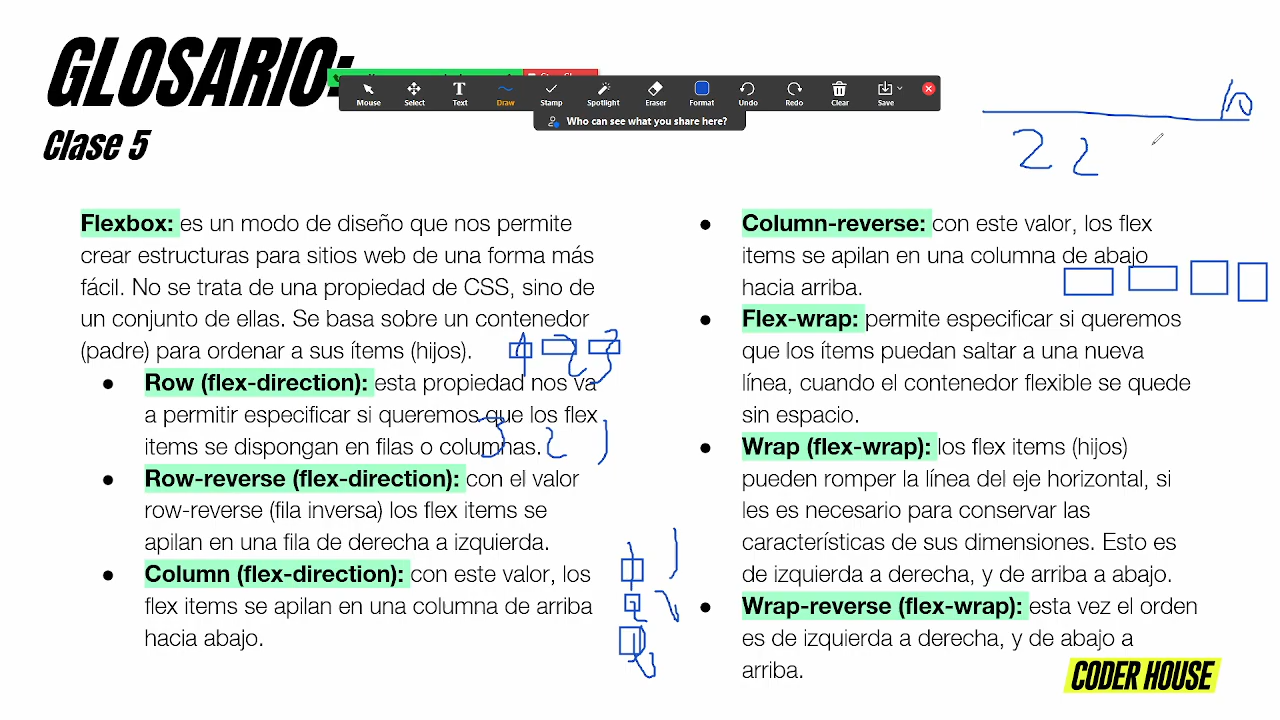 GLOSARIO:
Clase 5
Mouse
Select
Text
Draw
Stamp
Spotlight
Eraser
Format
Undo
Redo
Clear
Save
Who can see what you share here?
10
2 2
Flexbox: es un modo de diseño que nos permite
crear estructuras para sitios web de una forma más
fácil. No se trata de una propiedad de CSS, sino de
un conjunto de ellas. Se basa sobre un contenedor
(padre) para ordenar a sus ítems (hijos).
1 2 3
● Row (flex-direction): esta propiedad nos va
a permitir especificar si queremos que los flex
items se dispongan en filas o columnas.
3 2 1
● Row-reverse (flex-direction): con el valor
row-reverse (fila inversa) los flex items se
apilan en una fila de derecha a izquierda.
● Column (flex-direction): con este valor, los
flex items se apilan en una columna de arriba
hacia abajo.
● Column-reverse: con este valor, los flex
items se apilan en una columna de abajo
hacia arriba.
● Flex-wrap: permite especificar si queremos
que los ítems puedan saltar a una nueva
línea, cuando el contenedor flexible se quede
sin espacio.
● Wrap (flex-wrap): los flex items (hijos)
pueden romper la línea del eje horizontal, si
les es necesario para conservar las
características de sus dimensiones. Esto es
de izquierda a derecha, y de arriba a abajo.
● Wrap-reverse (flex-wrap): esta vez el orden
es de izquierda a derecha, y de abajo a
arriba.
CODER HOUSE